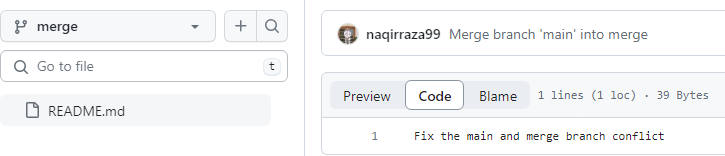 merge
Go to file
t
README.md
naqirraza99 Merge branch 'main' into merge
Preview Code Blame 1 lines (1 loc) · 39 Bytes
1 Fix the main and merge branch conflict